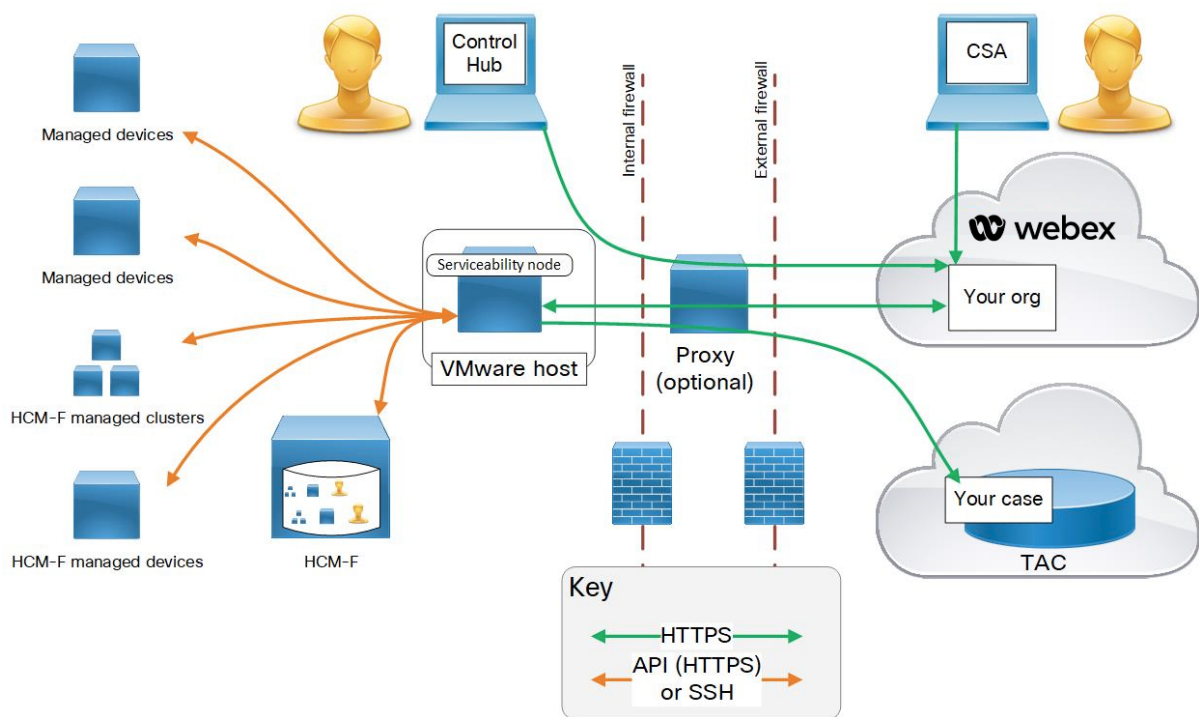 Control
Hub
CSA
Internal firewall
External firewall
Managed devices
webex
Managed devices
Serviceability node
Your org
VMware host
Proxy
(optional)
HCM-F managed clusters
Your case
HCM-F managed devices
HCM-F
TAC
Key
HTTPS
API (HTTPS)
or SSH